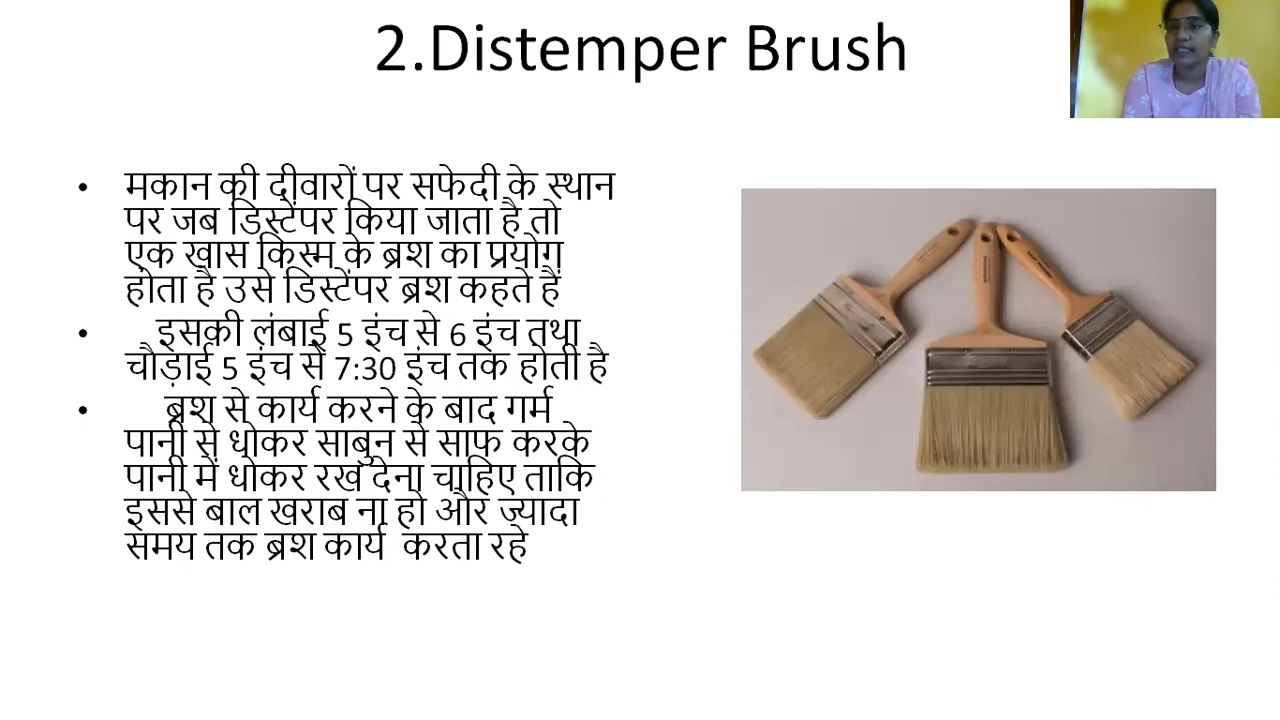 2.Distemper Brush
• मकान की दीवारों पर सफेदी के स्थान
पर जब डिस्टेंपर किया जाता है तो
एक खास किस्म के ब्रश का प्रयोग
होता है उसे डिस्टेंपर ब्रश कहते हैं
• इसकी लंबाई 5 इंच से 6 इंच तथा
चौड़ाई 5 इंच से 7:30 इंच तक होती है
• ब्रश से कार्य करने के बाद गर्म
पानी से धोकर साबुन से साफ करके
पानी में धोकर रख देना चाहिए ताकि
इससे बाल खराब ना हो और ज्यादा
समय तक ब्रश कार्य करता रहे